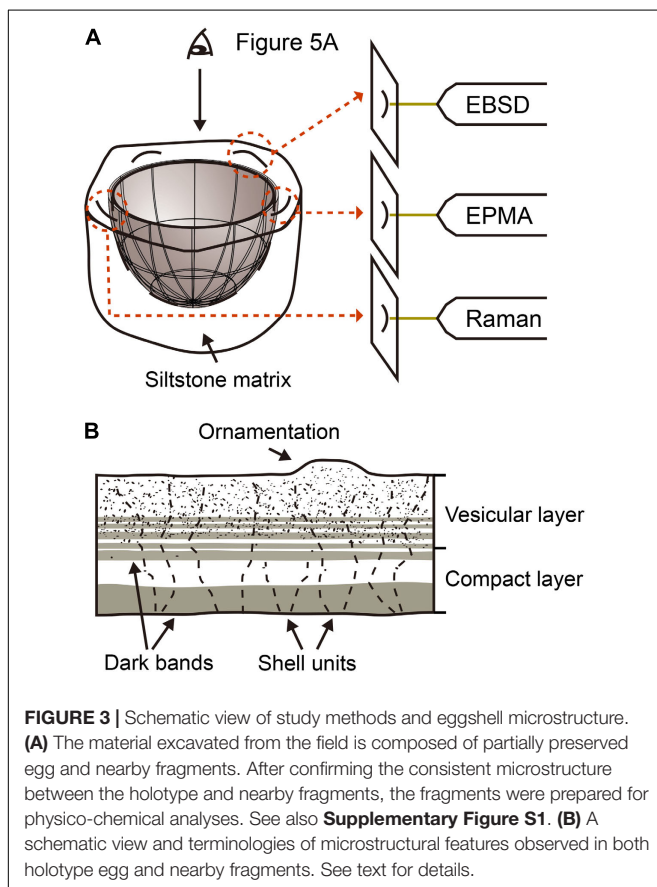 A
Figure 5A
EBSD
EPMA
Raman
Siltstone matrix
B
Ornamentation
Vesicular layer
Compact layer
Dark bands
Shell units
FIGURE 3 | Schematic view of study methods and eggshell microstructure.
(A) The material excavated from the field is composed of partially preserved
egg and nearby fragments. After confirming the consistent microstructure
between the holotype and nearby fragments, the fragments were prepared for
physico-chemical analyses. See also Supplementary Figure S1. (B) A
schematic view and terminologies of microstructural features observed in both
holotype egg and nearby fragments. See text for details.